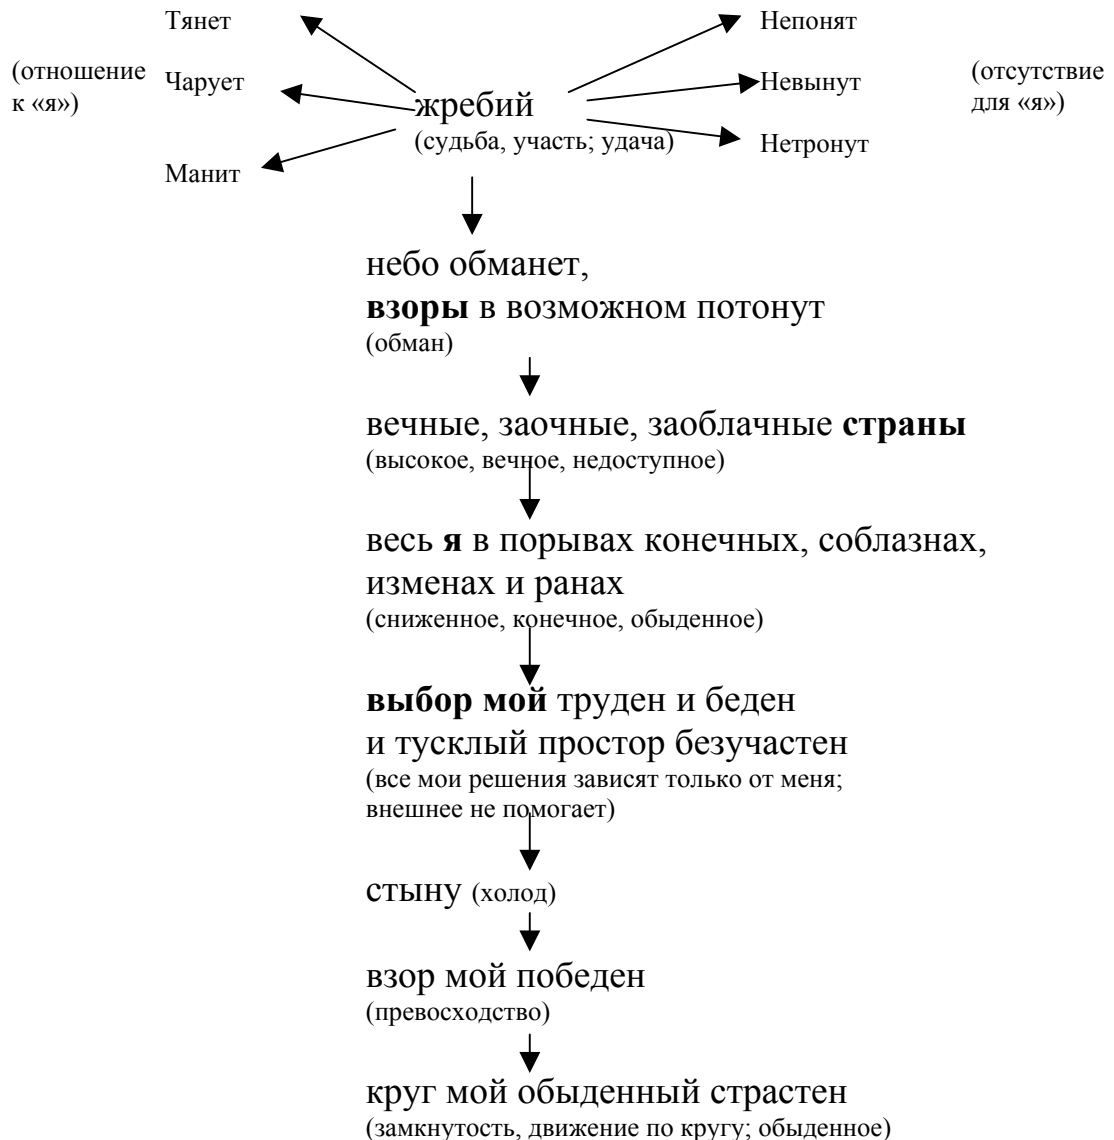 Тянет
Непонят
(отношение
к «я»)
Чарует
Невынут
(отсутствие
для «я»)
жребий
(судьба, участь; удача)
Манит
Нетронут
небо обманет,
взоры в возможном потонут
(обман)
вечные, заочные, заоблачные страны
(высокое, вечное, недоступное)
весь я в порывах конечных, соблазнах,
изменах и ранах
(сниженное, конечное, обыденное)
выбор мой труден и беден
и тусклый простор безучастен
(все мои решения зависят только от меня;
внешнее не помогает)
стыну (холод)
взор мой победен
(превосходство)
круг мой обыденный страстен
(замкнутость, движение по кругу; обыденное)